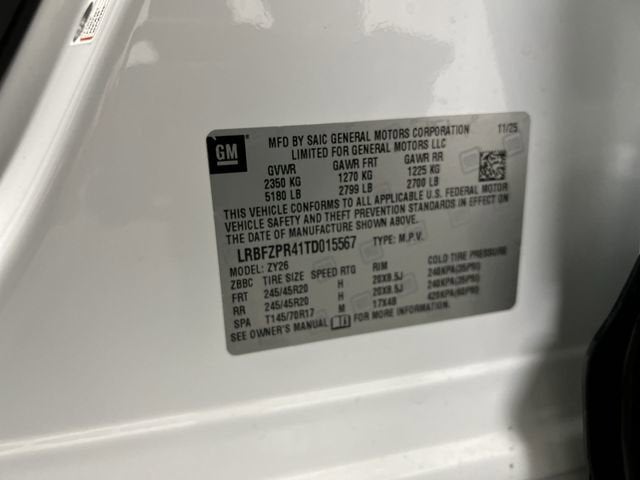 GM
MFD BY SAIC GENERAL MOTORS CORPORATION 11/25
LIMITED FOR GENERAL MOTORS LLC
GVWR GAWR FRT GAWR RR
2350 KG 1270 KG 1225 KG
5180 LB 2799 LB 2700 LB
THIS VEHICLE CONFORMS TO ALL APPLICABLE U.S. FEDERAL MOTOR
VEHICLE SAFETY AND THEFT PREVENTION STANDARDS IN EFFECT ON
THE DATE OF MANUFACTURE SHOWN ABOVE.
LRBFZPR41TD015567 TYPE: M.P.V.
MODEL: ZY26
ZBBC TIRE SIZE SPEED RTG RIM COLD TIRE PRESSURE
FRT 245/45R20 H 20X8.5J 240KPA(35PSI)
RR 245/45R20 H 20X8.5J 240KPA(35PSI)
SPA T145/70R17 M 17X4B 420KPA(60PSI)
SEE OWNER'S MANUAL